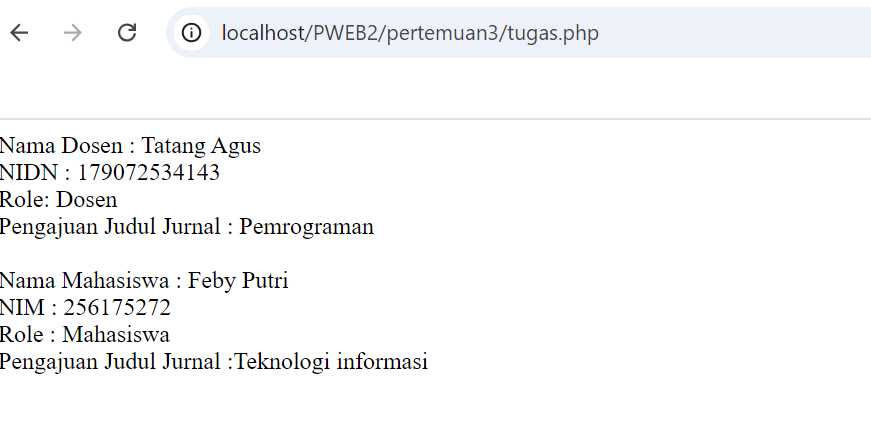 localhost/PWEB2/pertemuan3/tugas.php
Nama Dosen : Tatang Agus
NIDN : 179072534143
Role: Dosen
Pengajuan Judul Jurnal : Pemrograman
Nama Mahasiswa : Feby Putri
NIM : 256175272
Role : Mahasiswa
Pengajuan Judul Jurnal :Teknologi informasi